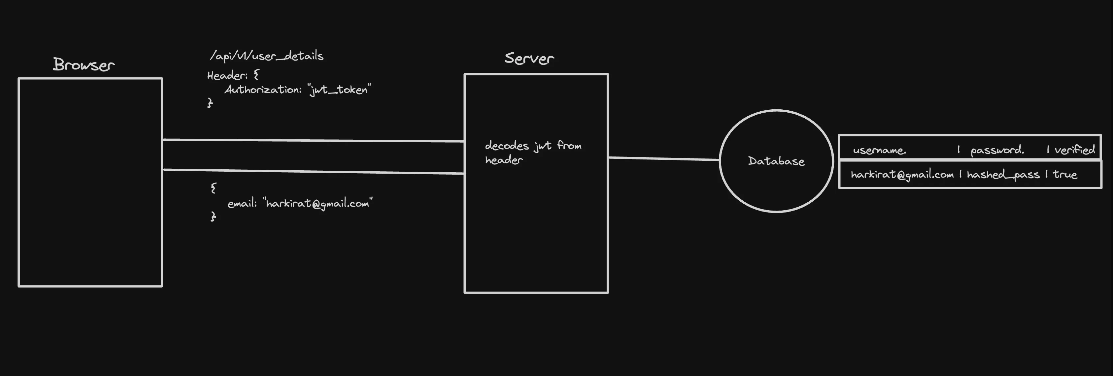 Browser
/api/v1/user_details
Header: {
Authorization: "jwt_token"
}
{
email: "harkirat@gmail.com"
}
Server
decodes jwt from
header
Database
username. | password. | verified
harkirat@gmail.com | hashed_pass | true